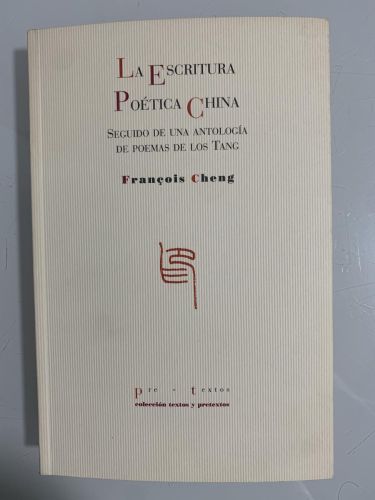 La Escritura
Poética China
Seguido de una antología
de poemas de los Tang
François Cheng
pre - textos
colección textos y pretextos